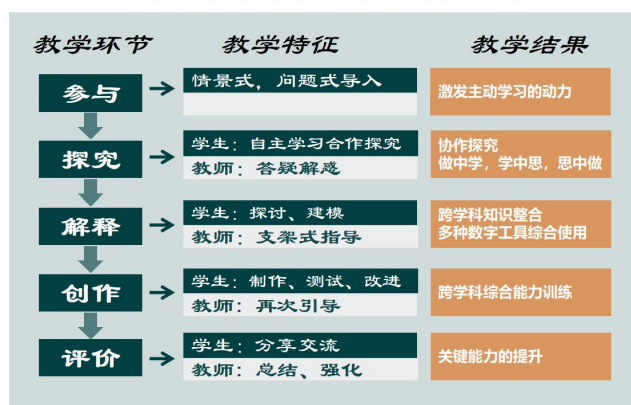 教学环节 教学特征 教学结果
参与
情景式，问题式导入
激发主动学习的动力
探究
学生：自主学习合作探究
教师：答疑解惑
协作探究
做中学，学中思，思中做
解释
学生：探讨、建模
教师：支架式指导
跨学科知识整合
多种数字工具综合使用
创作
学生：制作、测试、改进
教师：再次引导
跨学科综合能力训练
评价
学生：分享交流
教师：总结、强化
关键能力的提升